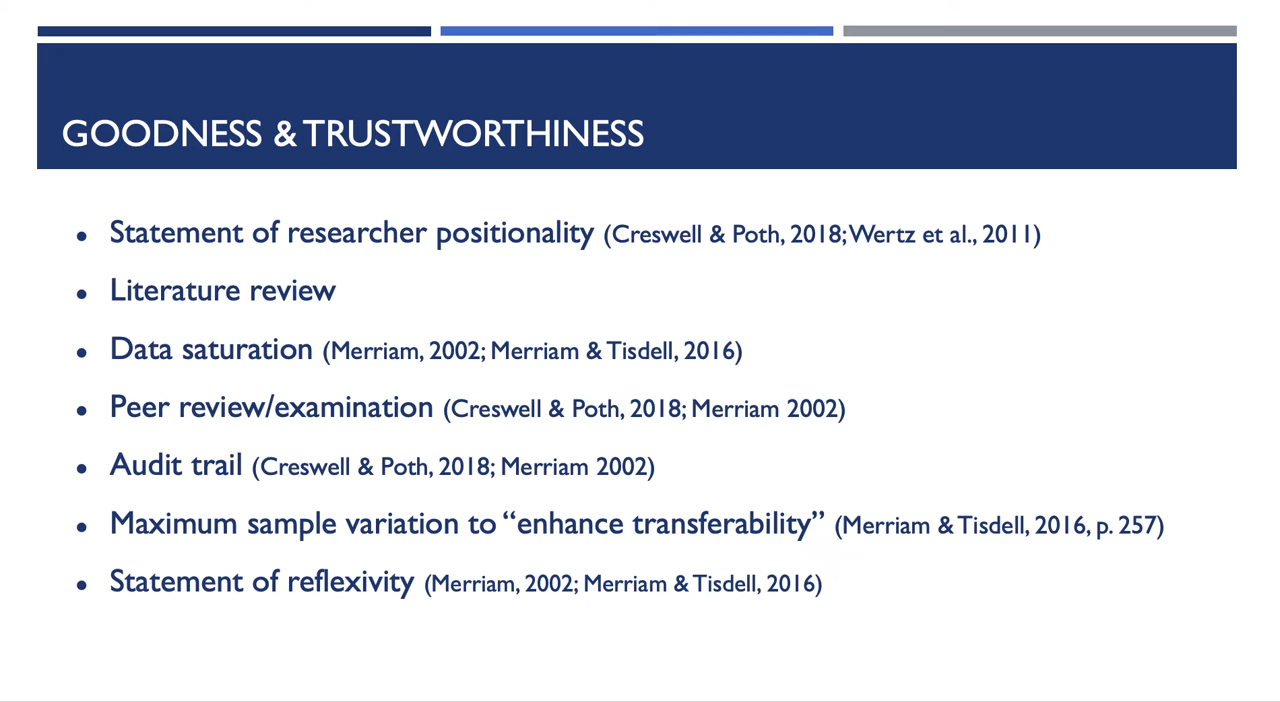 GOODNESS & TRUSTWORTHINESS
• Statement of researcher positionality (Creswell & Poth, 2018; Wertz et al., 2011)
• Literature review
• Data saturation (Merriam, 2002; Merriam & Tisdell, 2016)
• Peer review/examination (Creswell & Poth, 2018; Merriam 2002)
• Audit trail (Creswell & Poth, 2018; Merriam 2002)
• Maximum sample variation to “enhance transferability” (Merriam & Tisdell, 2016, p. 257)
• Statement of reflexivity (Merriam, 2002; Merriam & Tisdell, 2016)